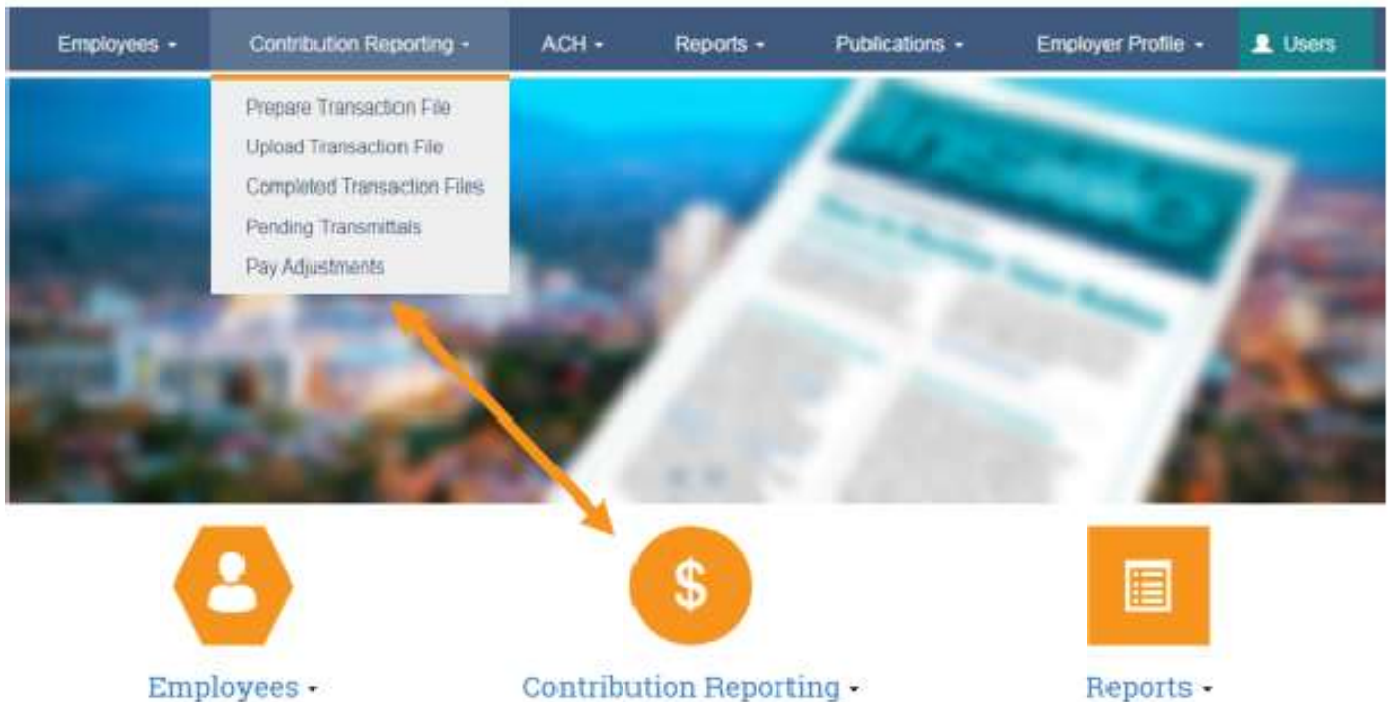 Employees Contribution Reporting ACH Reports Publications Employer Profile Users
Prepare Transaction File
Upload Transaction File
Completed Transaction Files
Pending Transmittals
Pay Adjustments
$
Employees Contribution Reporting Reports